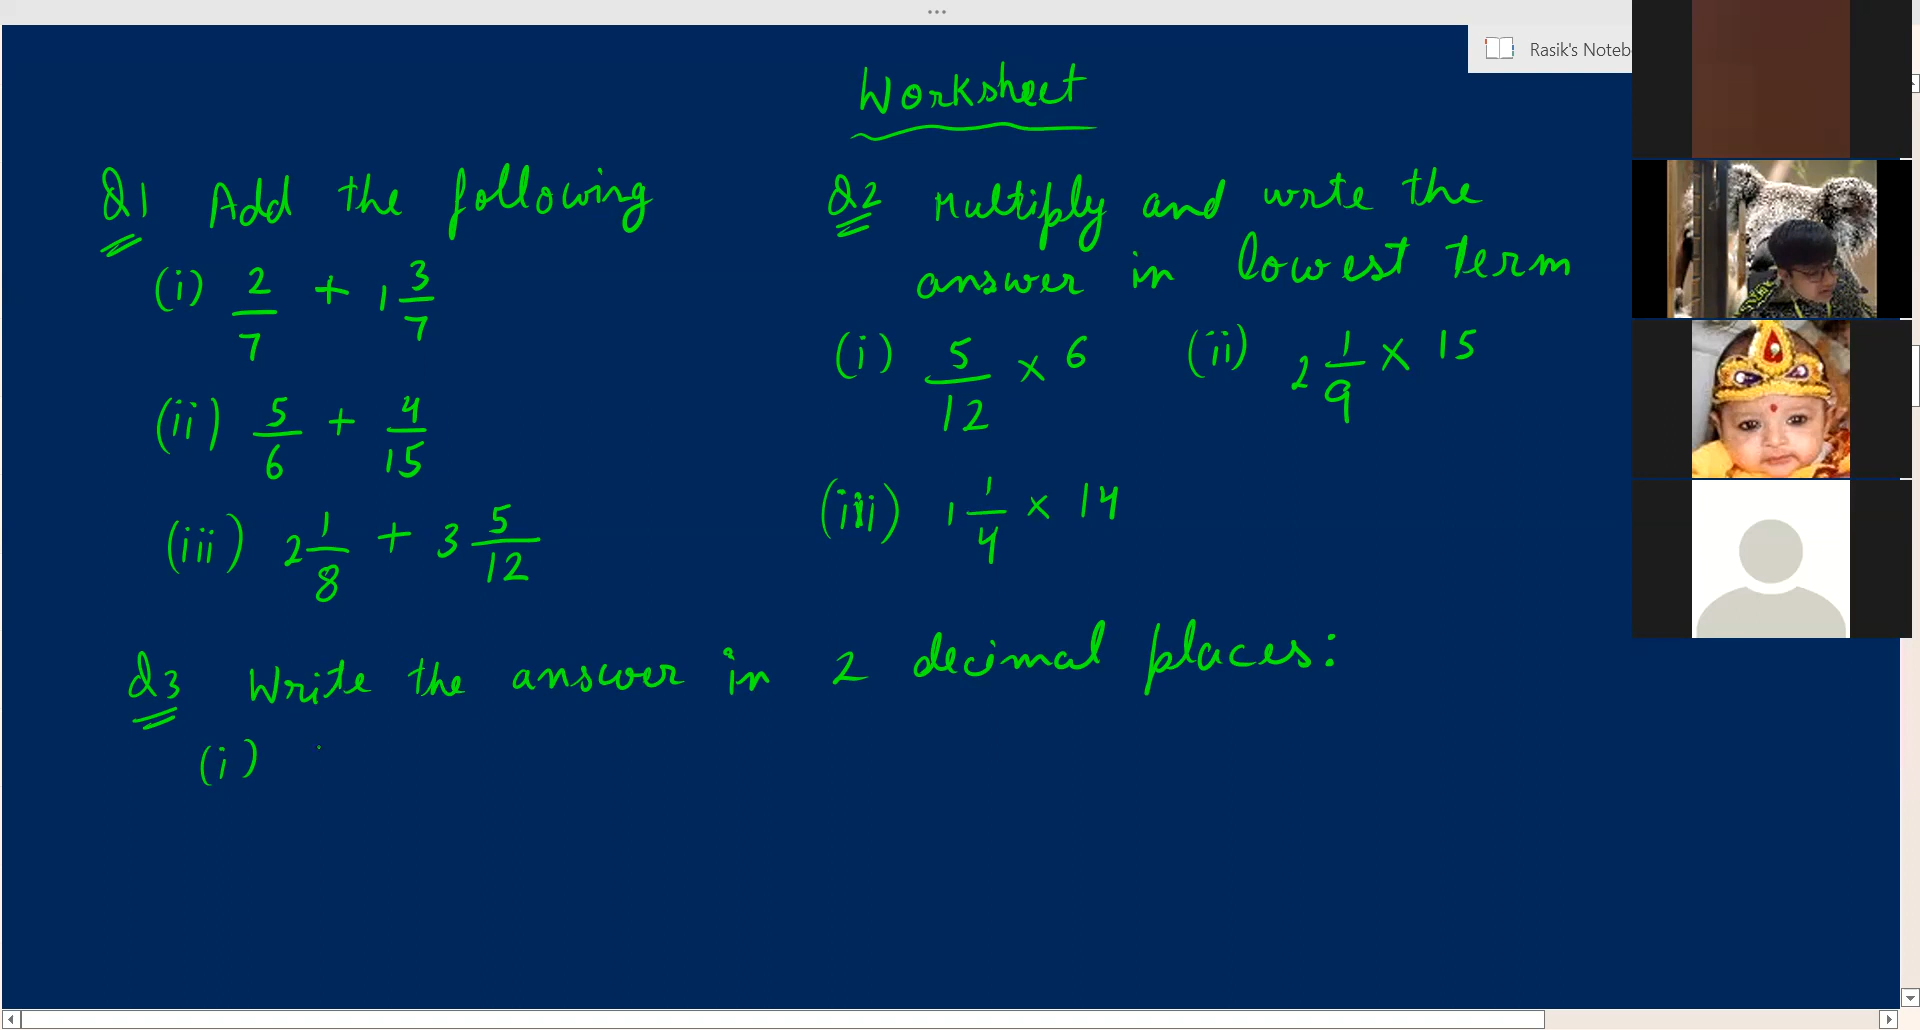 Rasik's Noteb
Worksheet
Q1 Add the following
(i) 2/7 + 1 3/7
(ii) 5/6 + 4/15
(iii) 2 1/8 + 3 5/12
Q2 Multiply and write the
answer in lowest term
(i) 5/12 × 6 (ii) 2 1/9 × 15
(iii) 1 1/4 × 14
Q3 Write the answer in 2 decimal places:
(i)